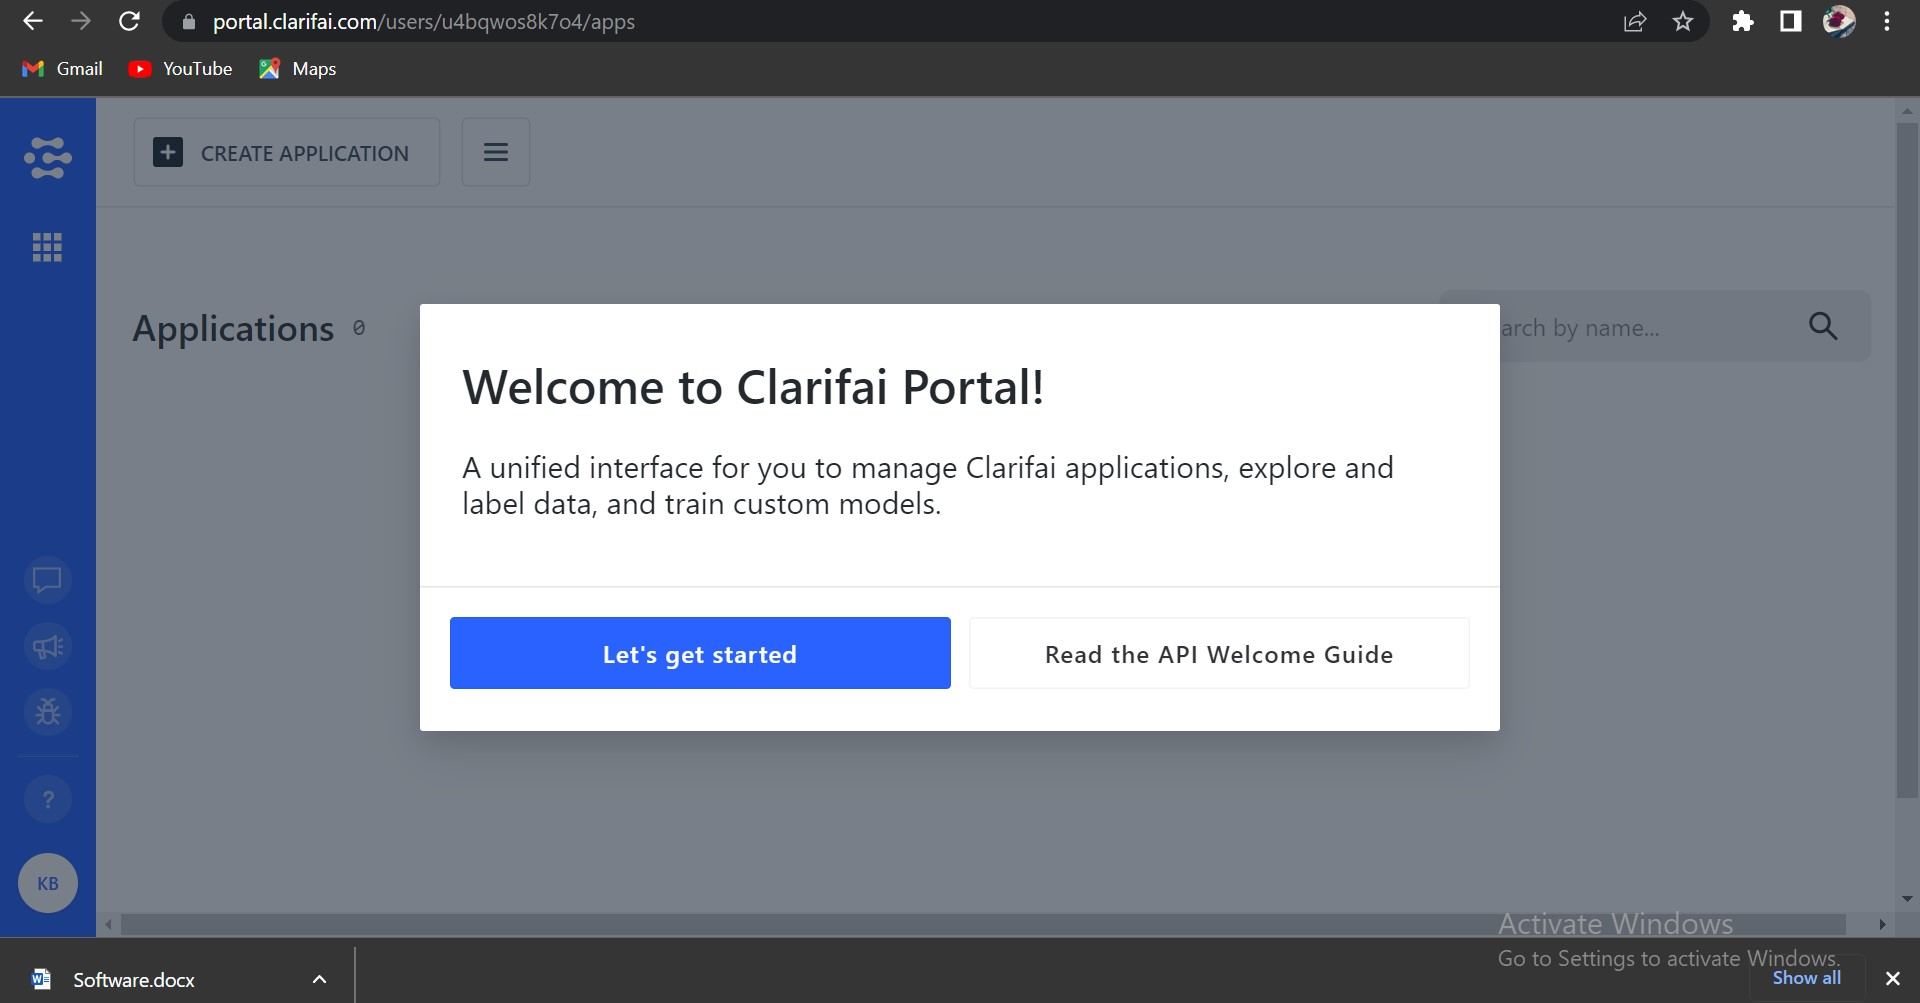 portal.clarifai.com/users/u4bqwos8k7o4/apps
Gmail YouTube Maps
CREATE APPLICATION
Applications 0
arch by name...
Welcome to Clarifai Portal!
A unified interface for you to manage Clarifai applications, explore and
label data, and train custom models.
Let's get started Read the API Welcome Guide
?
KB
Activate Windows
Go to Settings to activate Windows.
Software.docx Show all